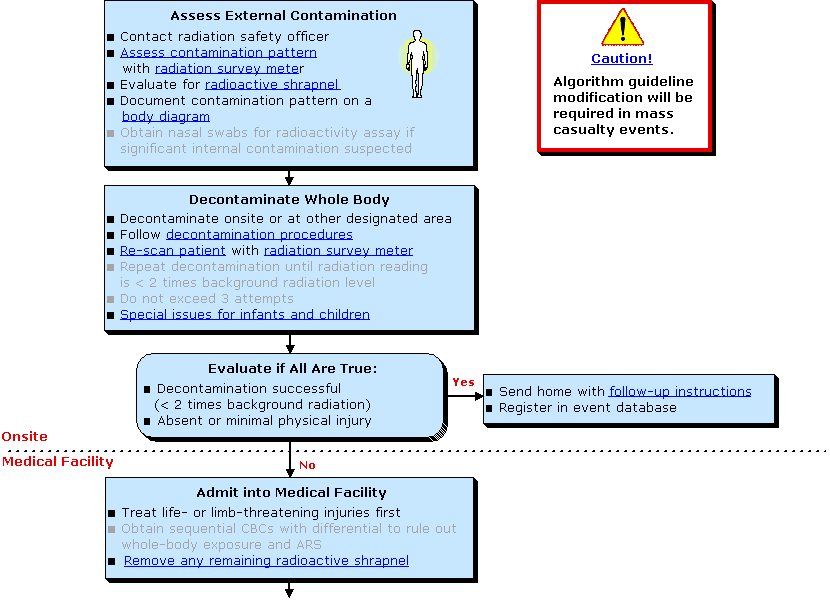 Assess External Contamination
Contact radiation safety officer
Assess contamination pattern
with radiation survey meter
Evaluate for radioactive shrapnel
Document contamination pattern on a
body diagram
Obtain nasal swabs for radioactivity assay if
significant internal contamination suspected
Caution!
Algorithm guideline
modification will be
required in mass
casualty events.
Decontaminate Whole Body
Decontaminate onsite or at other designated area
Follow decontamination procedures
Re-scan patient with radiation survey meter
Repeat decontamination until radiation reading
is < 2 times background radiation level
Do not exceed 3 attempts
Special issues for infants and children
Evaluate if All Are True:
Decontamination successful
(< 2 times background radiation)
Absent or minimal physical injury
Yes
Send home with follow-up instructions
Register in event database
Onsite
Medical Facility
No
Admit into Medical Facility
Treat life- or limb-threatening injuries first
Obtain sequential CBCs with differential to rule out
whole-body exposure and ARS
Remove any remaining radioactive shrapnel